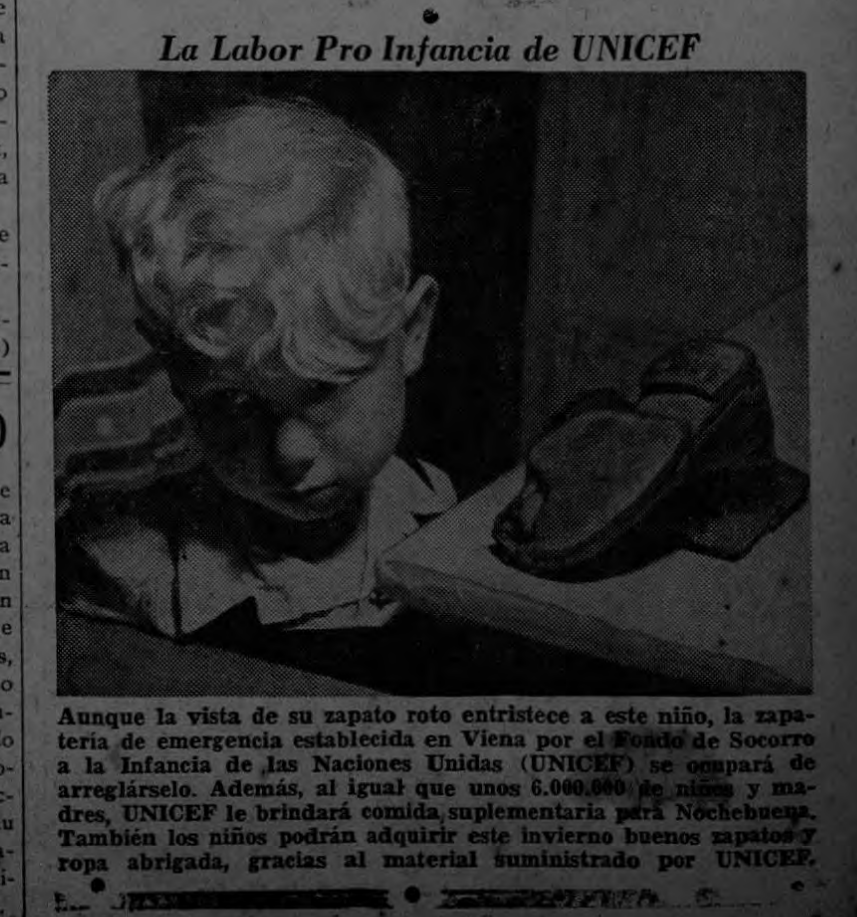 La Labor Pro Infancia de UNICEF
Aunque la vista de su zapato roto entristece a este niño, la zapa-
tería de emergencia establecida en Viena por el Fondo de Socorro
a la Infancia de las Naciones Unidas (UNICEF) se ocupará de
arreglárselo. Además, al igual que unos 6.000.000 de niños y ma-
dres, UNICEF le brindará comida suplementaria para Nochebuena.
También los niños podrán adquirir este invierno buenos zapatos y
ropa abrigada, gracias al material suministrado por UNICEF.